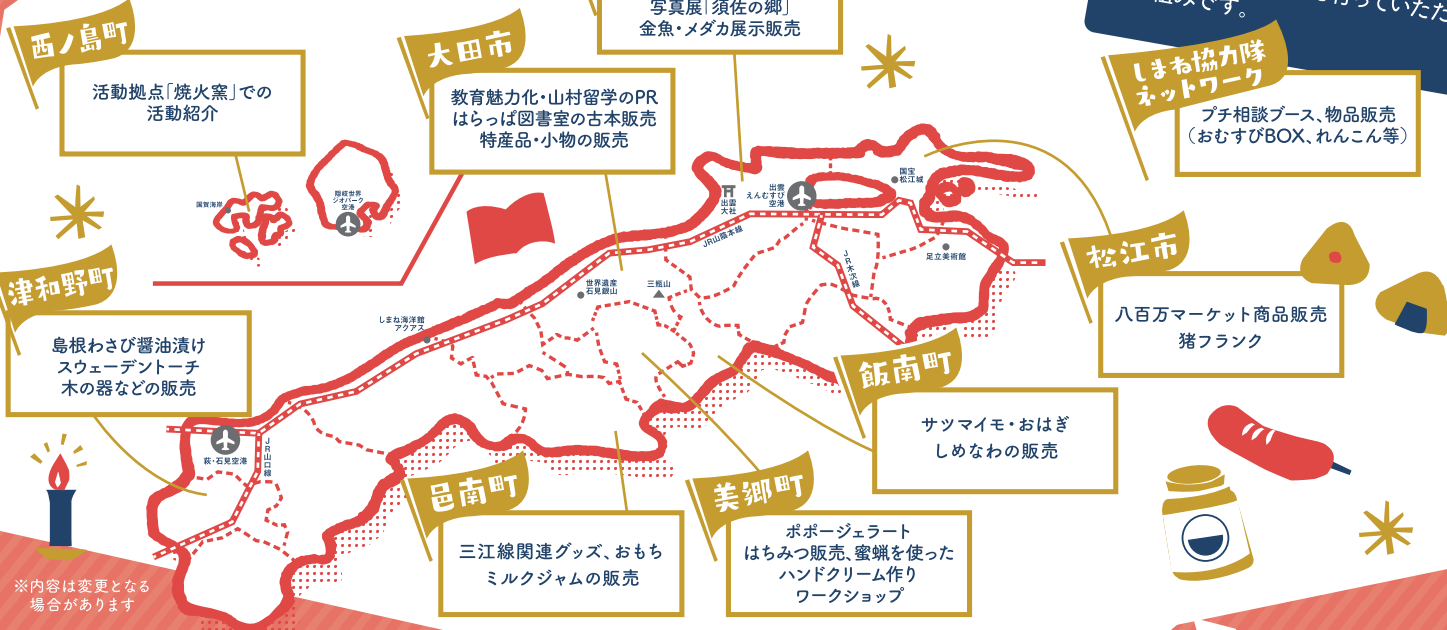 写真展「須佐の郷」
金魚・メダカ展示販売
組みです。
西ノ島町
活動拠点「焼火窯」での
活動紹介
大田市
教育魅力化・山村留学のPR
はらっぱ図書室の古本販売
特産品・小物の販売
しまね協力隊
ネットワーク
プチ相談ブース、物品販売
（おむすびBOX、れんこん等）
国賀海岸
隠岐世界
ジオパーク
空港
出雲
大社
出雲
えんむすび
空港
国宝
松江城
足立美術館
JR山陰本線
JR木次線
世界遺産
石見銀山
三瓶山
しまね海洋館
アクアス
松江市
八百万マーケット商品販売
猪フランク
津和野町
島根わさび醤油漬け
スウェーデントーチ
木の器などの販売
萩・石見空港
JR山口線
飯南町
サツマイモ・おはぎ
しめなわの販売
邑南町
三江線関連グッズ、おもち
ミルクジャムの販売
美郷町
ポポージェラート
はちみつ販売、蜜蝋を使った
ハンドクリーム作り
ワークショップ
※内容は変更となる
場合があります